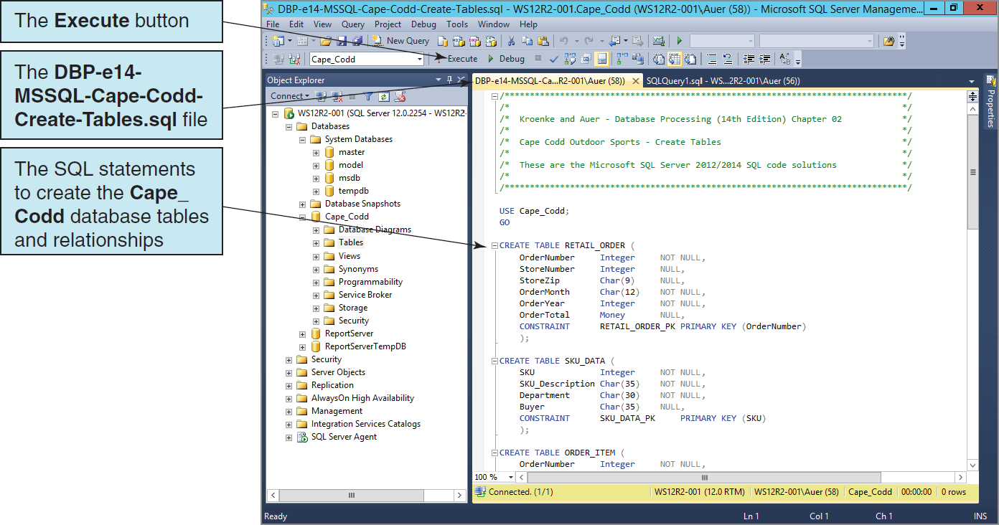 The Execute button
The DBP-e14-
MSSQL-Cape-Codd-
Create-Tables.sql file
The SQL statements
to create the Cape_
Codd database tables
and relationships
DBP-e14-MSSQL-Cape-Codd-Create-Tables.sql - WS12R2-001.Cape_Codd (WS12R2-001\Auer (58)) - Microsoft SQL Server Manageme...
File Edit View Query Project Debug Tools Window Help
New Query
Cape_Codd Execute Debug
Object Explorer
Connect
WS12R2-001 (SQL Server 12.0.2254 - WS12R2-
Databases
System Databases
master
model
msdb
tempdb
Database Snapshots
Cape_Codd
Database Diagrams
Tables
Views
Synonyms
Programmability
Service Broker
Storage
Security
ReportServer
ReportServerTempDB
Security
Server Objects
Replication
AlwaysOn High Availability
Management
Integration Services Catalogs
SQL Server Agent
DBP-e14-MSSQL-Ca...R2-001\Auer (58)) SQLQuery1.sql - WS...2R2-001\Auer (56))
/********************************************************************************/
/* */
/* Kroenke and Auer - Database Processing (14th Edition) Chapter 02 */
/* */
/* Cape Codd Outdoor Sports - Create Tables */
/* */
/* These are the Microsoft SQL Server 2012/2014 SQL code solutions */
/* */
/********************************************************************************/
USE Cape_Codd;
GO
CREATE TABLE RETAIL_ORDER (
OrderNumber Integer NOT NULL,
StoreNumber Integer NULL,
StoreZip Char(9) NULL,
OrderMonth Char(12) NOT NULL,
OrderYear Integer NOT NULL,
OrderTotal Money NULL,
CONSTRAINT RETAIL_ORDER_PK PRIMARY KEY (OrderNumber)
);
CREATE TABLE SKU_DATA (
SKU Integer NOT NULL,
SKU_Description Char(35) NOT NULL,
Department Char(30) NOT NULL,
Buyer Char(35) NULL,
CONSTRAINT SKU_DATA_PK PRIMARY KEY (SKU)
);
CREATE TABLE ORDER_ITEM (
OrderNumber Integer NOT NULL,
100 %
Connected. (1/1) WS12R2-001 (12.0 RTM) WS12R2-001\Auer (58) Cape_Codd 00:00:00 0 rows
Properties
Ready Ln 1 Col 1 Ch 1 INS